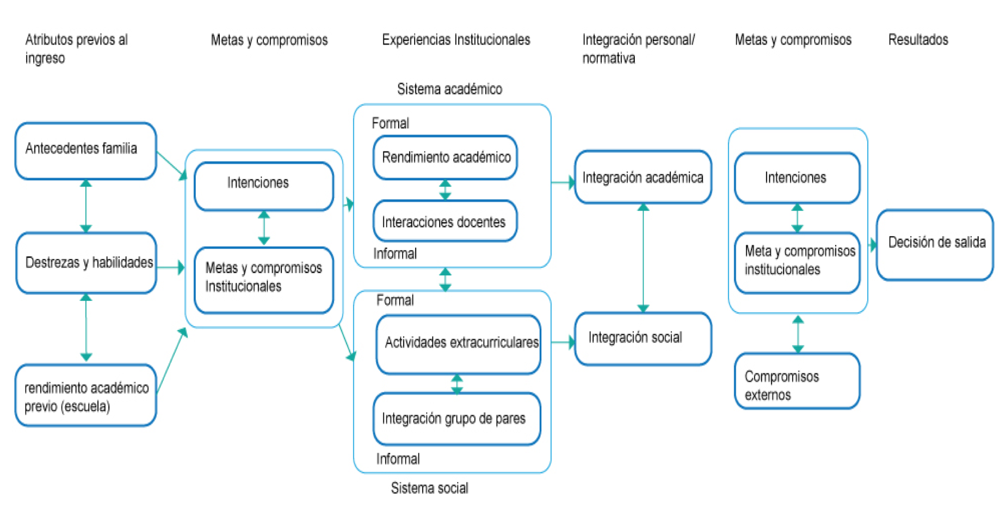 Atributos previos al
ingreso
Metas y compromisos
Experiencias Institucionales
Integración personal/
normativa
Metas y compromisos
Resultados
Sistema académico
Formal
Antecedentes familia
Rendimiento académico
Intenciones
Integración académica
Intenciones
Interacciones docentes
Informal
Destrezas y habilidades
Metas y compromisos
Institucionales
Meta y compromisos
institucionales
Decisión de salida
Formal
Actividades extracurriculares
Integración social
rendimiento académico
previo (escuela)
Compromisos
externos
Integración grupo de pares
Informal
Sistema social